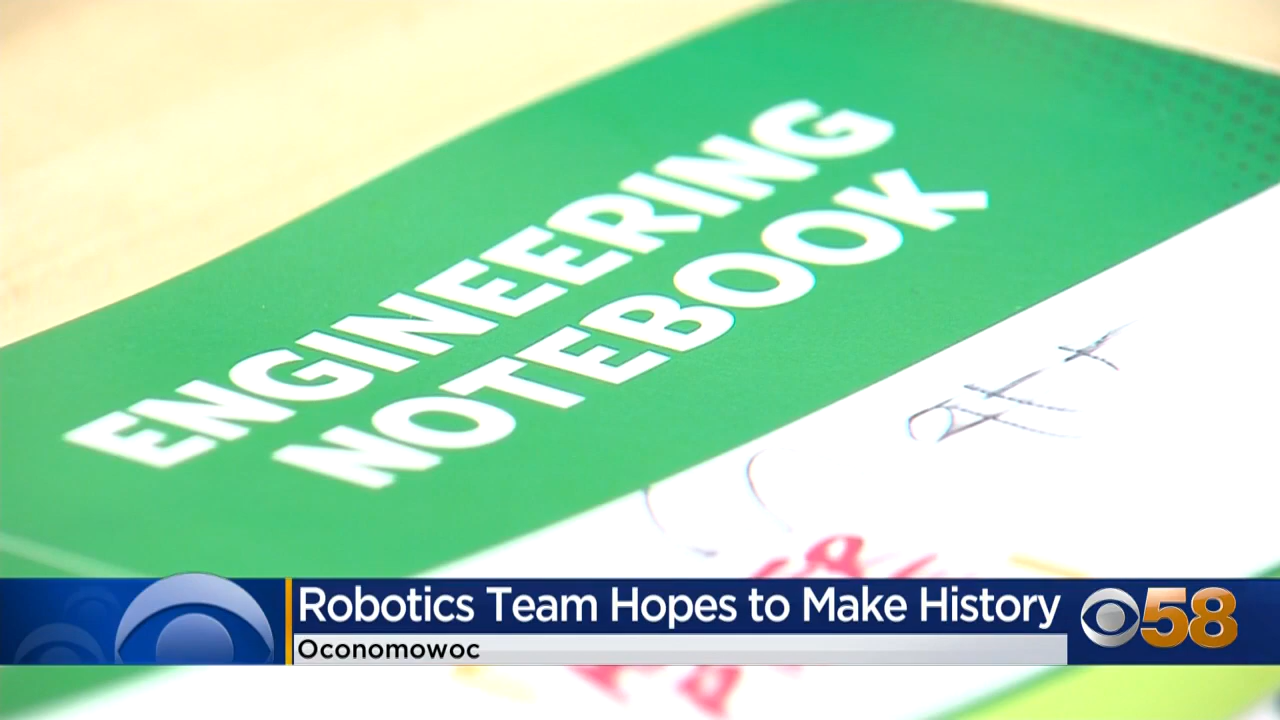 ENGINEERING
NOTEBOOK
Robotics Team Hopes to Make History
Oconomowoc
58